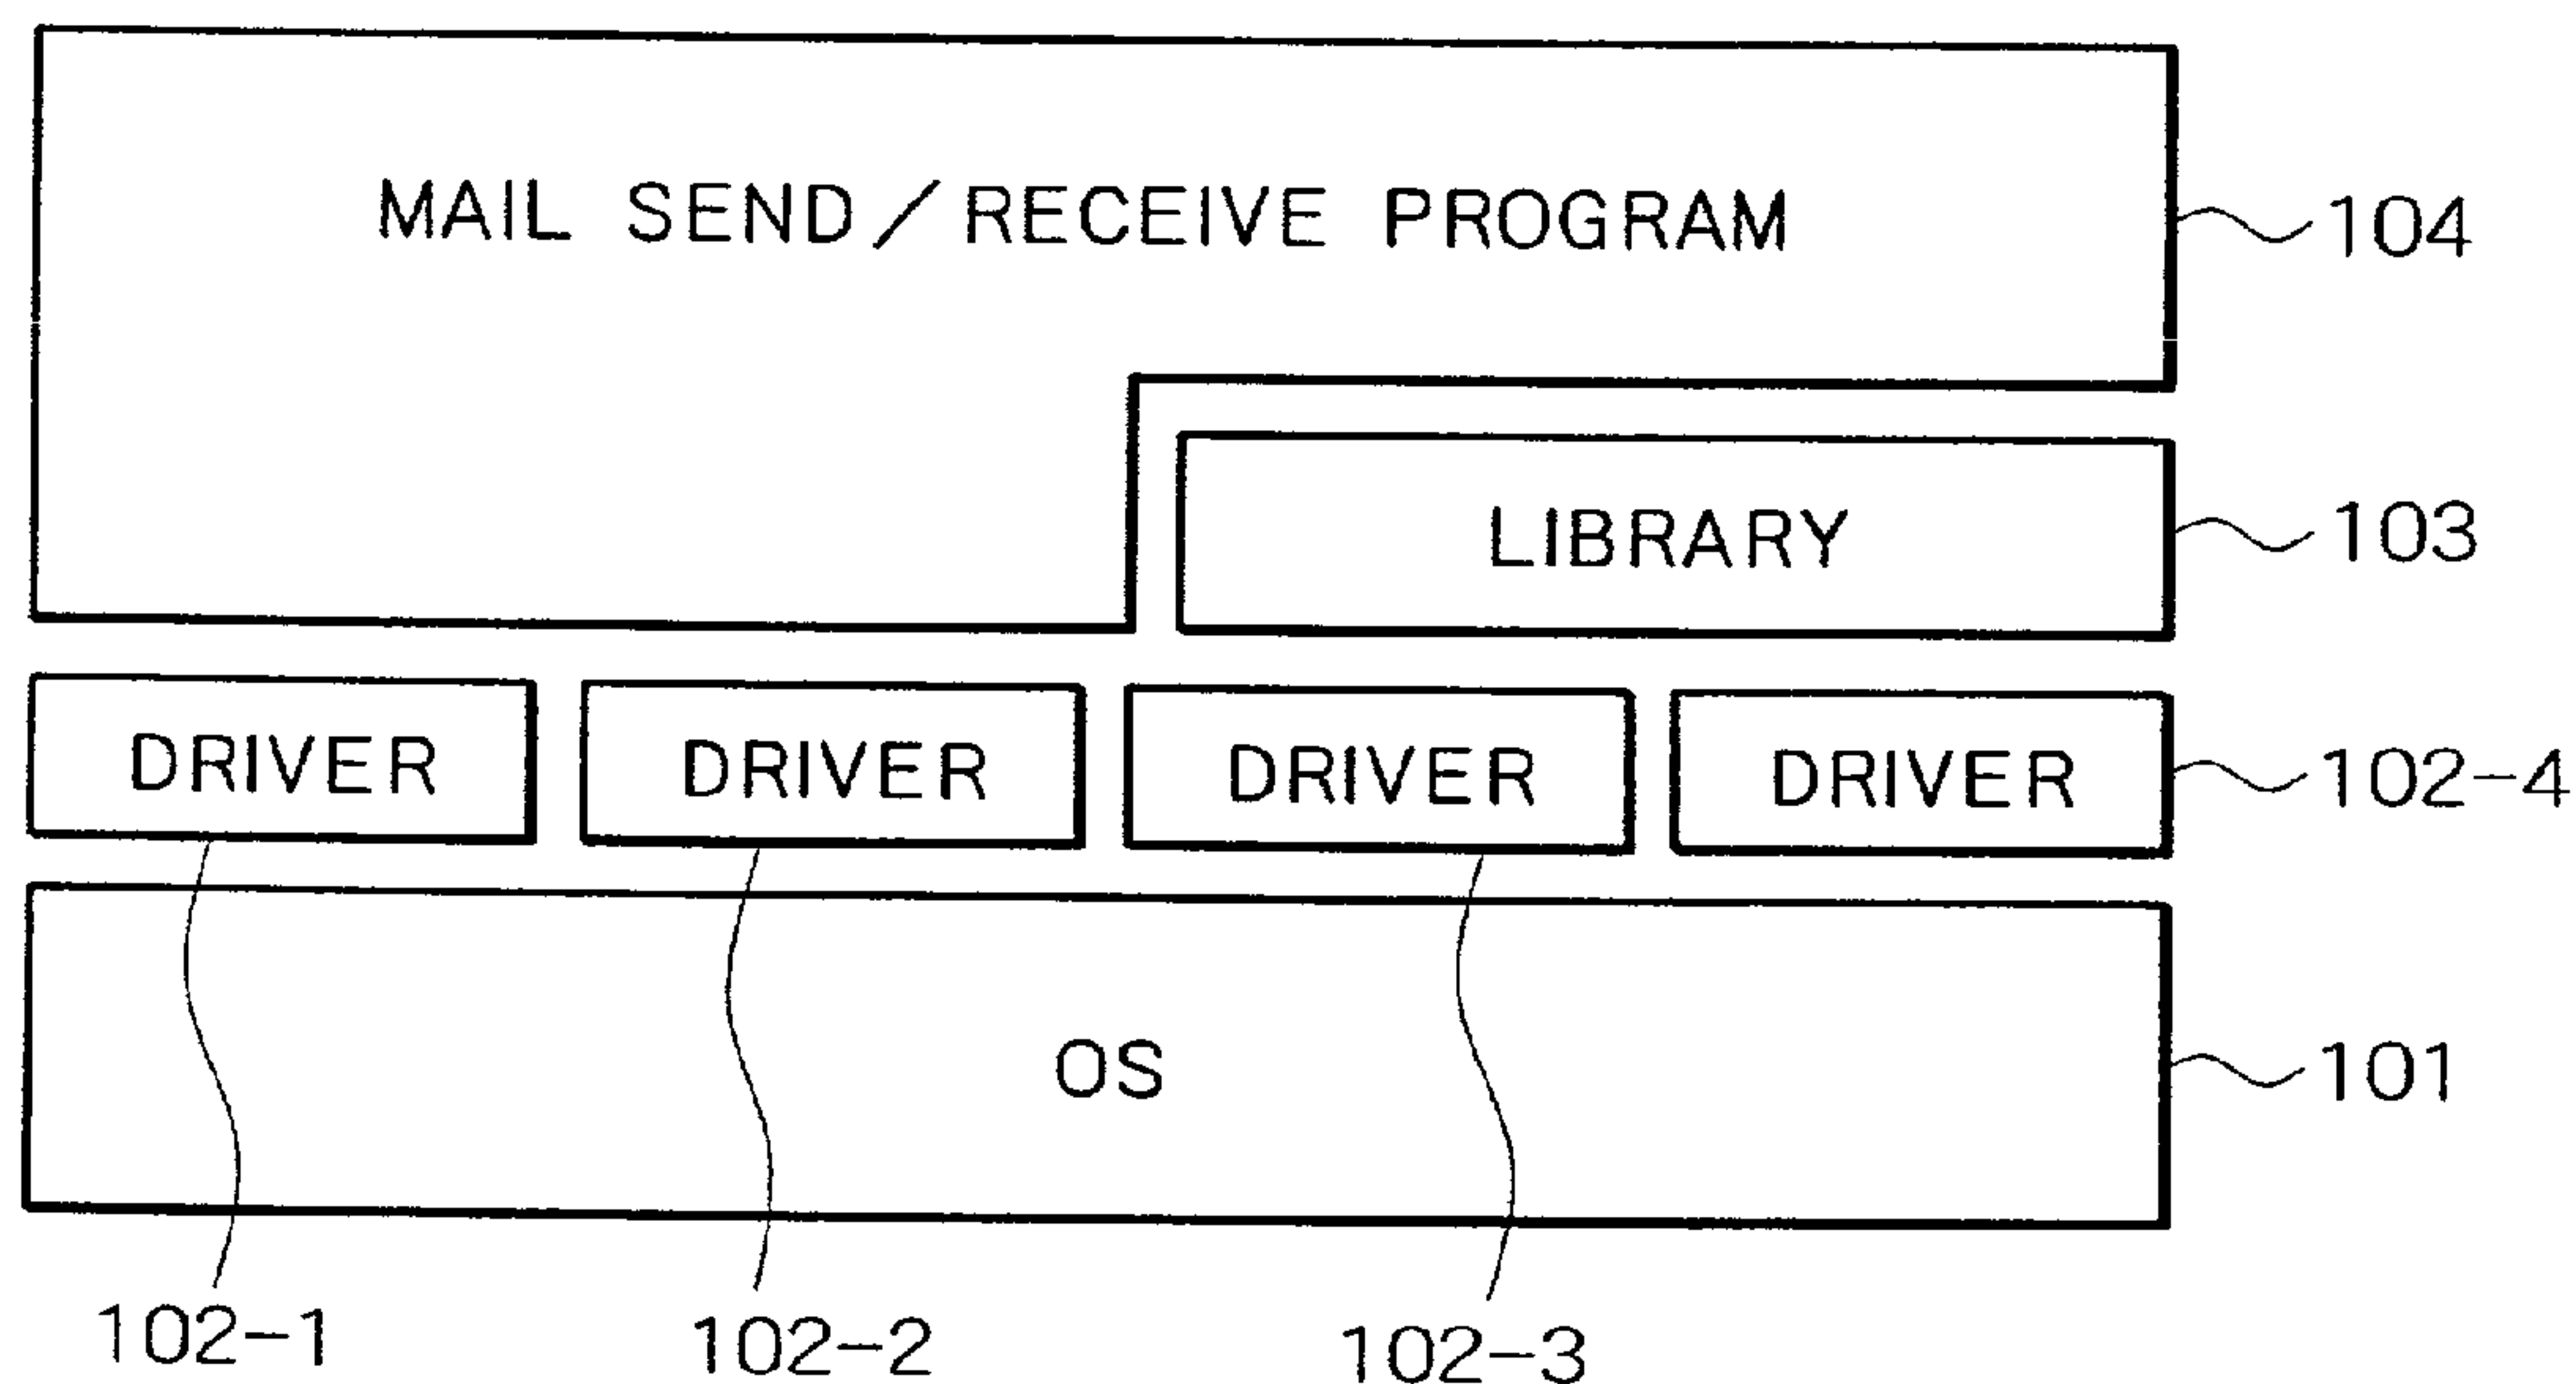 MAIL SEND/RECEIVE PROGRAM
104
LIBRARY
103
DRIVER DRIVER DRIVER DRIVER
102-4
OS
101
102-1 102-2 102-3